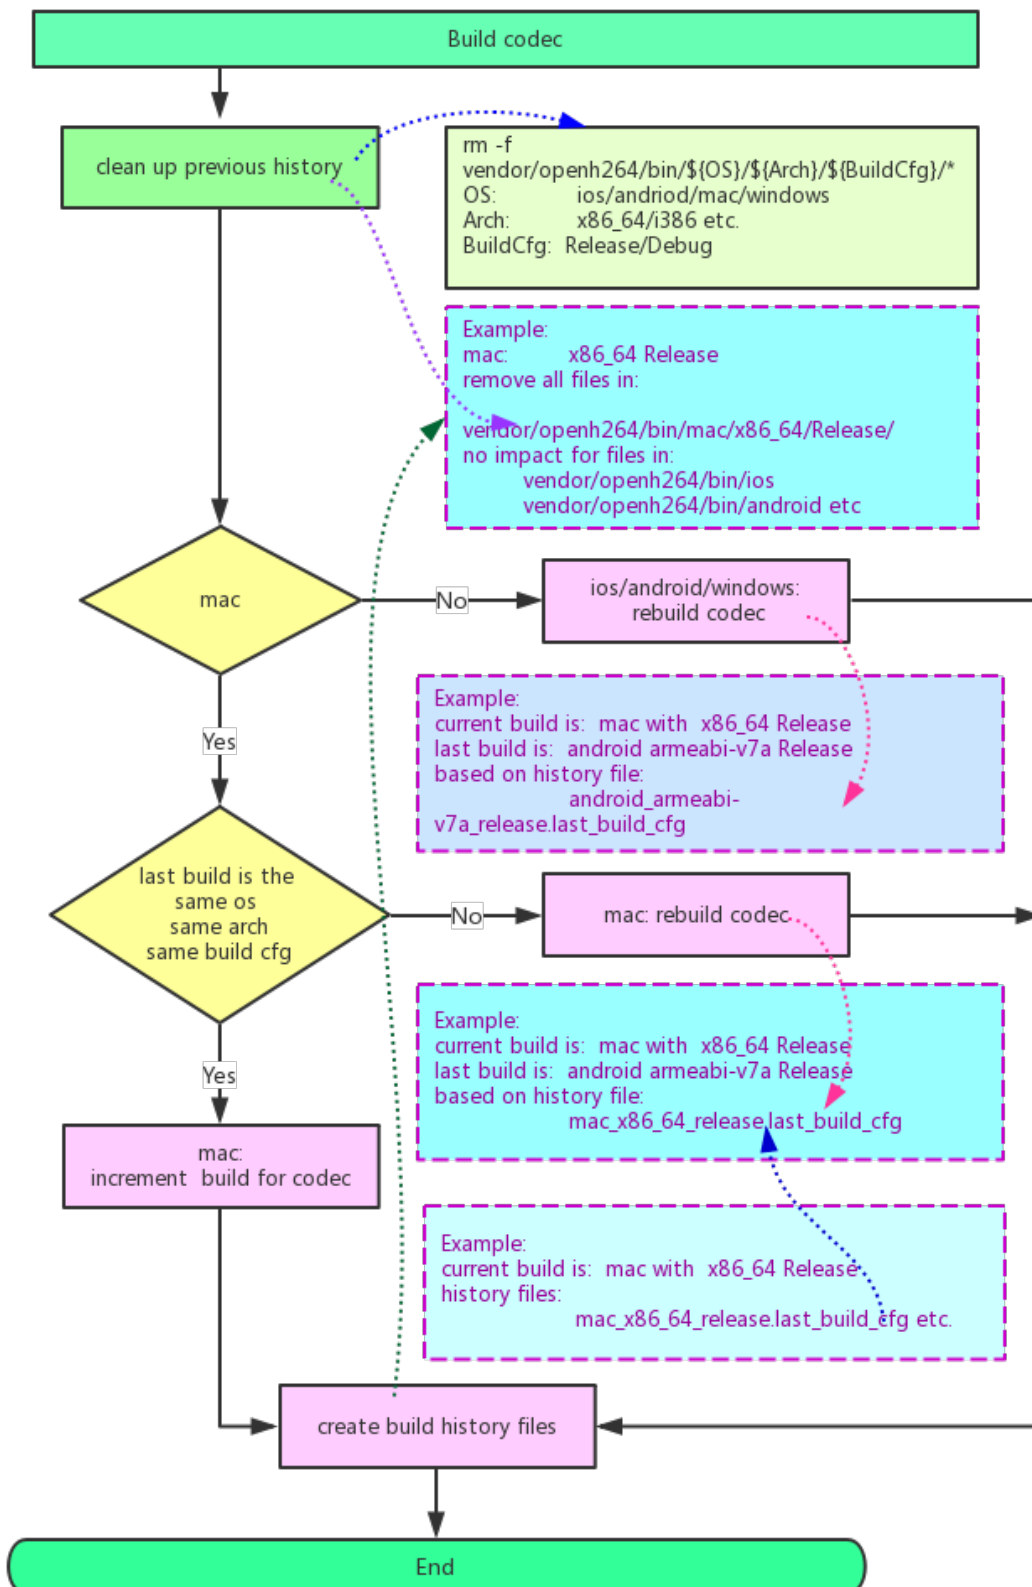 Build codec
clean up previous history
rm -f
vendor/openh264/bin/${OS}/${Arch}/${BuildCfg}/*
OS: ios/andriod/mac/windows
Arch: x86_64/i386 etc.
BuildCfg: Release/Debug
Example:
mac: x86_64 Release
remove all files in:
vendor/openh264/bin/mac/x86_64/Release/
no impact for files in:
vendor/openh264/bin/ios
vendor/openh264/bin/android etc
mac
No
ios/android/windows:
rebuild codec
Yes
Example:
current build is: mac with x86_64 Release
last build is: android armeabi-v7a Release
based on history file:
android_armeabi-
v7a_release.last_build_cfg
last build is the
same os
same arch
same build cfg
No
mac: rebuild codec
Yes
Example:
current build is: mac with x86_64 Release
last build is: android armeabi-v7a Release
based on history file:
mac_x86_64_release.last_build_cfg
mac:
increment build for codec
Example:
current build is: mac with x86_64 Release
history files:
mac_x86_64_release.last_build_cfg etc.
create build history files
End